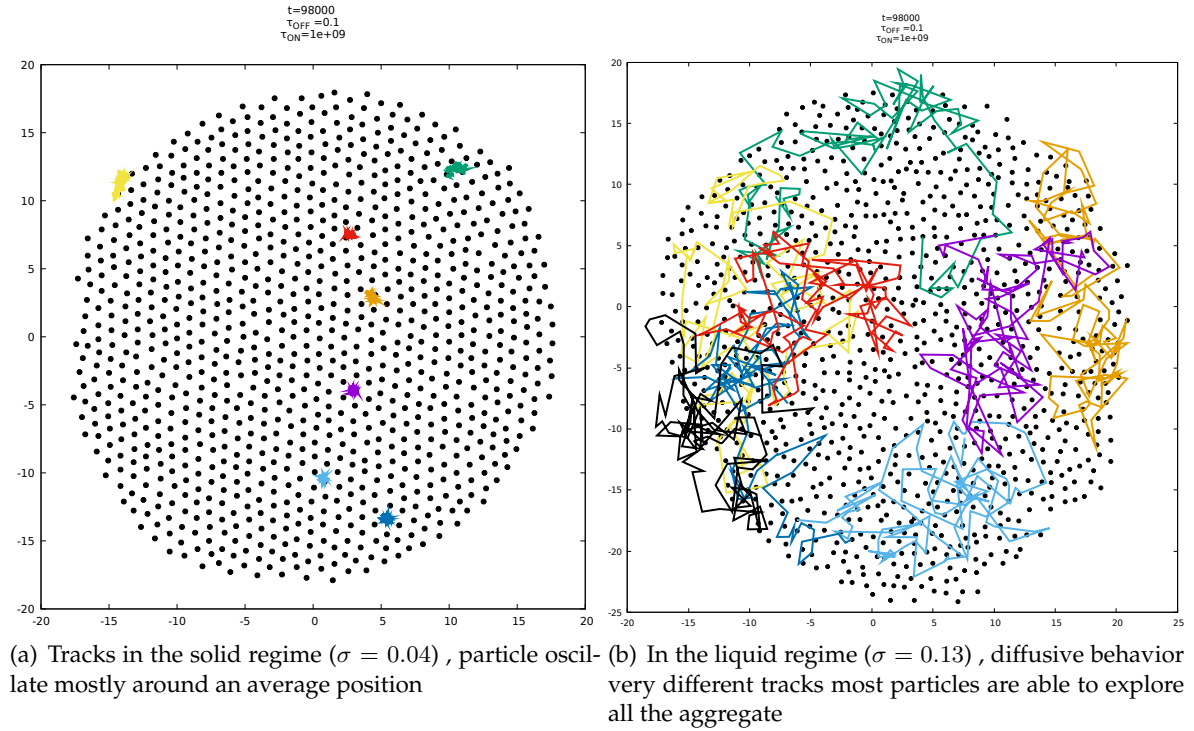 t=98000
τOFF =0.1
τON=1e+09
20
15
10
5
0
-5
-10
-15
-20
-20 -15 -10 -5 0 5 10 15 20
t=98000
τOFF =0.1
τON=1e+09
20
15
10
5
0
-5
-10
-15
-20
-25
-20 -15 -10 -5 0 5 10 15 20 25
(a) Tracks in the solid regime (σ = 0.04) , particle oscil-
late mostly around an average position
(b) In the liquid regime (σ = 0.13) , diffusive behavior
very different tracks most particles are able to explore
all the aggregate